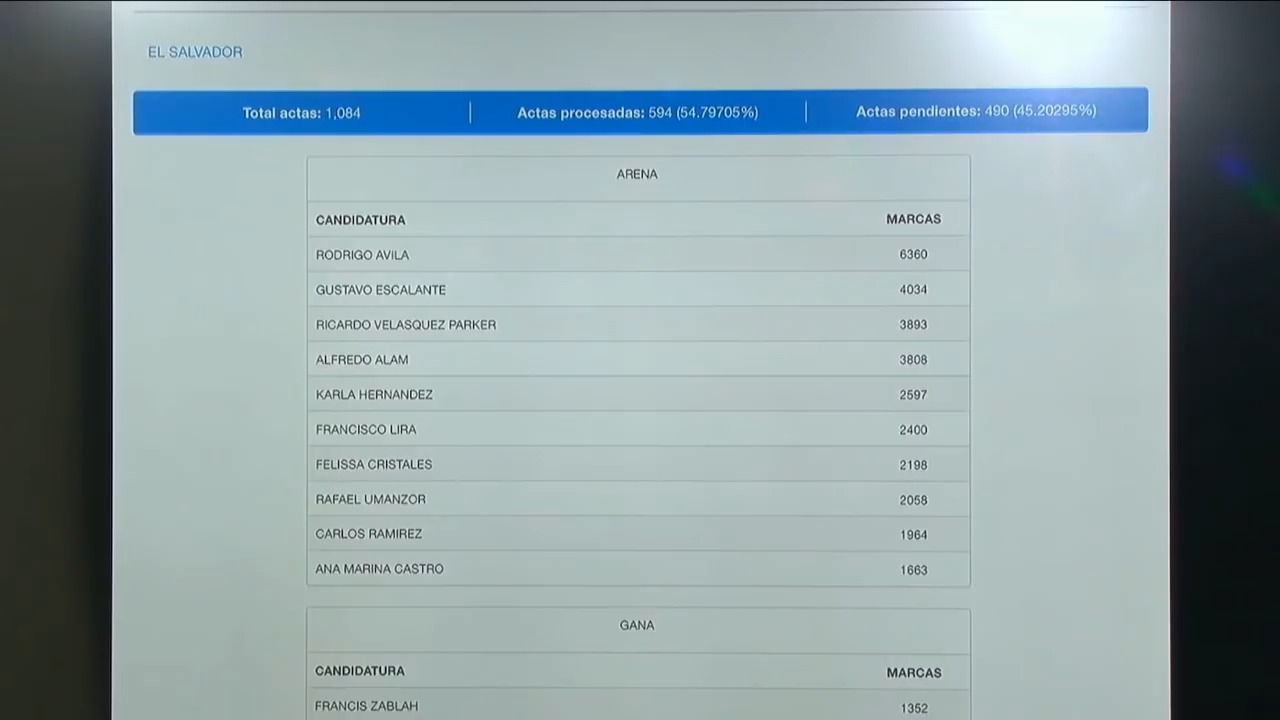 EL SALVADOR
Total actas: 1,084 Actas procesadas: 594 (54.79705%) Actas pendientes: 490 (45.20295%)
ARENA
CANDIDATURA MARCAS
RODRIGO AVILA 6360
GUSTAVO ESCALANTE 4034
RICARDO VELASQUEZ PARKER 3893
ALFREDO ALAM 3808
KARLA HERNANDEZ 2597
FRANCISCO LIRA 2400
FELISSA CRISTALES 2198
RAFAEL UMANZOR 2058
CARLOS RAMIREZ 1964
ANA MARINA CASTRO 1663
GANA
CANDIDATURA MARCAS
FRANCIS ZABLAH 1352